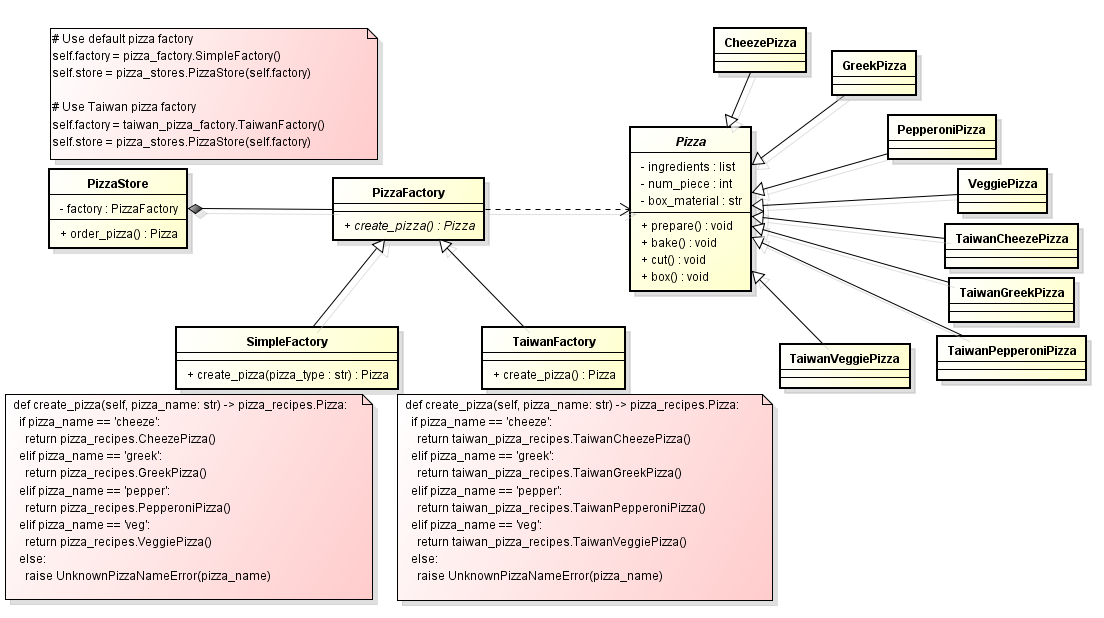 # Use default pizza factory
self.factory = pizza_factory.SimpleFactory()
self.store = pizza_stores.PizzaStore(self.factory)
# Use Taiwan pizza factory
self.factory = taiwan_pizza_factory.TaiwanFactory()
self.store = pizza_stores.PizzaStore(self.factory)
PizzaStore
- factory : PizzaFactory
+ order_pizza() : Pizza
PizzaFactory
+ create_pizza() : Pizza
Pizza
- ingredients : list
- num_piece : int
- box_material : str
+ prepare() : void
+ bake() : void
+ cut() : void
+ box() : void
CheezePizza
GreekPizza
PepperoniPizza
VeggiePizza
TaiwanCheezePizza
TaiwanGreekPizza
TaiwanPepperoniPizza
TaiwanVeggiePizza
SimpleFactory
+ create_pizza(pizza_type : str) : Pizza
TaiwanFactory
+ create_pizza() : Pizza
def create_pizza(self, pizza_name: str) -> pizza_recipes.Pizza:
if pizza_name == 'cheeze':
return pizza_recipes.CheezePizza()
elif pizza_name == 'greek':
return pizza_recipes.GreekPizza()
elif pizza_name == 'pepper':
return pizza_recipes.PepperoniPizza()
elif pizza_name == 'veg':
return pizza_recipes.VeggiePizza()
else:
raise UnknownPizzaNameError(pizza_name)
def create_pizza(self, pizza_name: str) -> pizza_recipes.Pizza:
if pizza_name == 'cheeze':
return taiwan_pizza_recipes.TaiwanCheezePizza()
elif pizza_name == 'greek':
return taiwan_pizza_recipes.TaiwanGreekPizza()
elif pizza_name == 'pepper':
return taiwan_pizza_recipes.TaiwanPepperoniPizza()
elif pizza_name == 'veg':
return taiwan_pizza_recipes.TaiwanVeggiePizza()
else:
raise UnknownPizzaNameError(pizza_name)